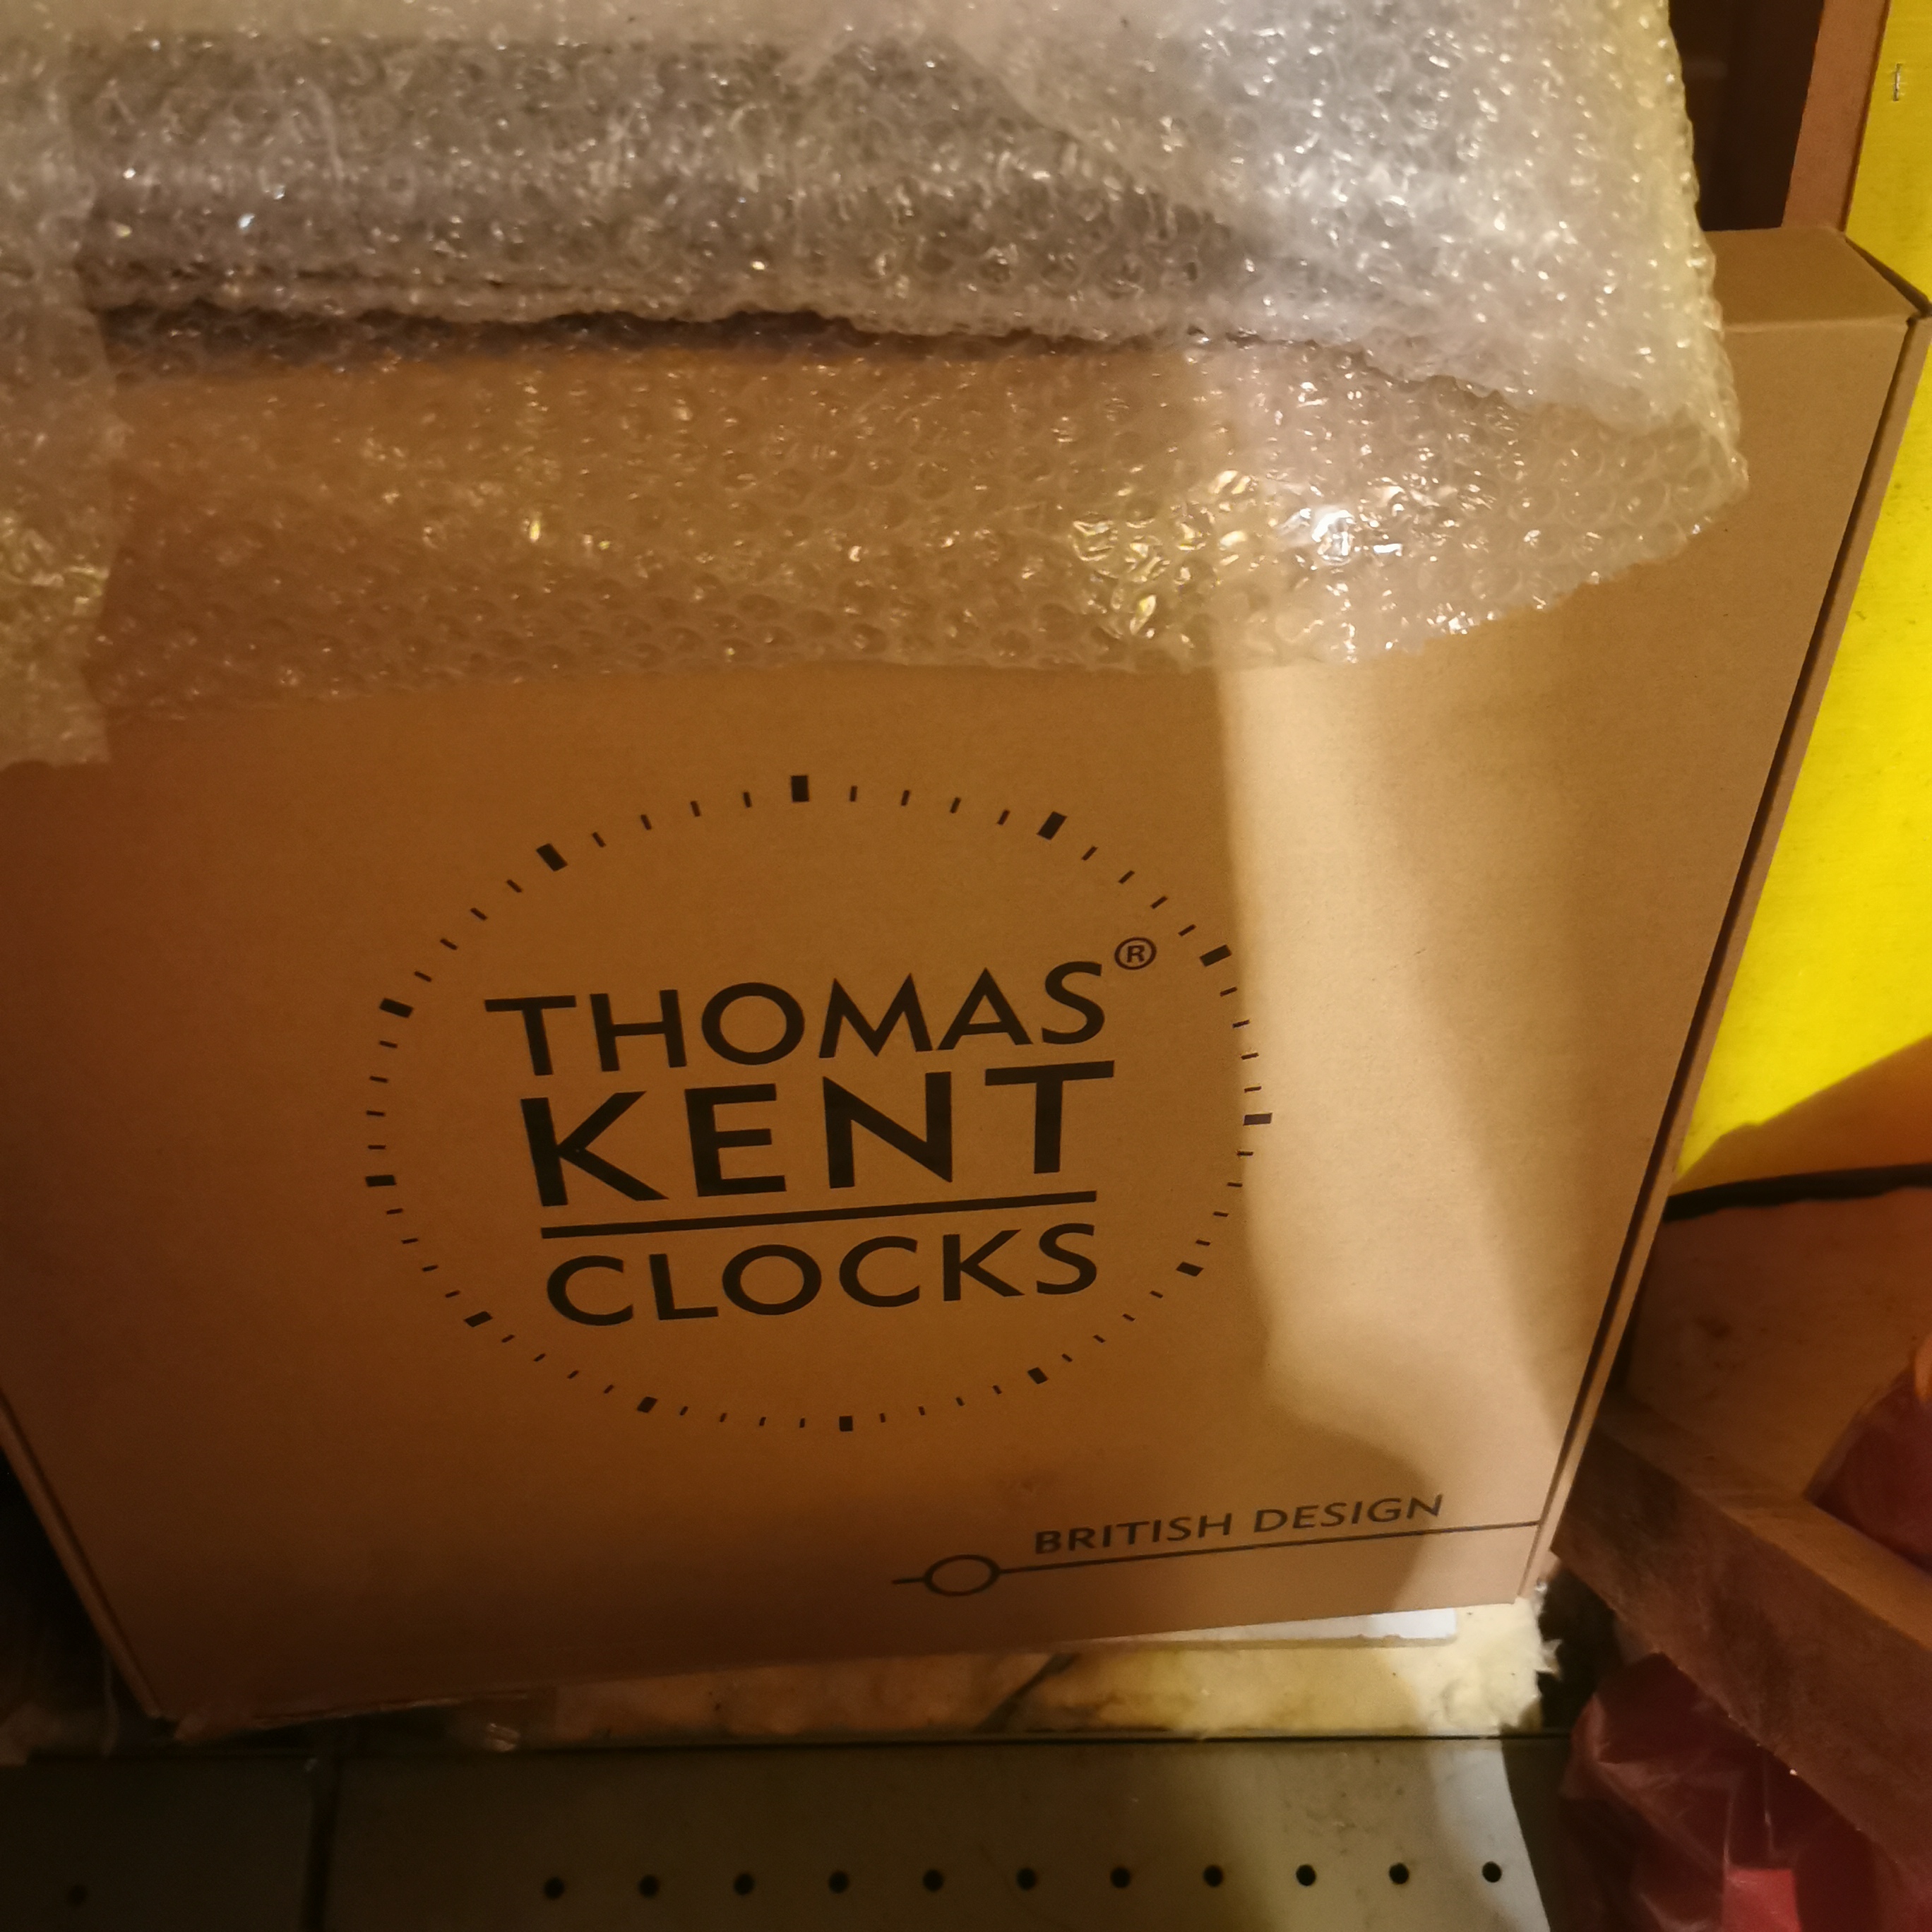 THOMAS®
KENT
CLOCKS
BRITISH DESIGN